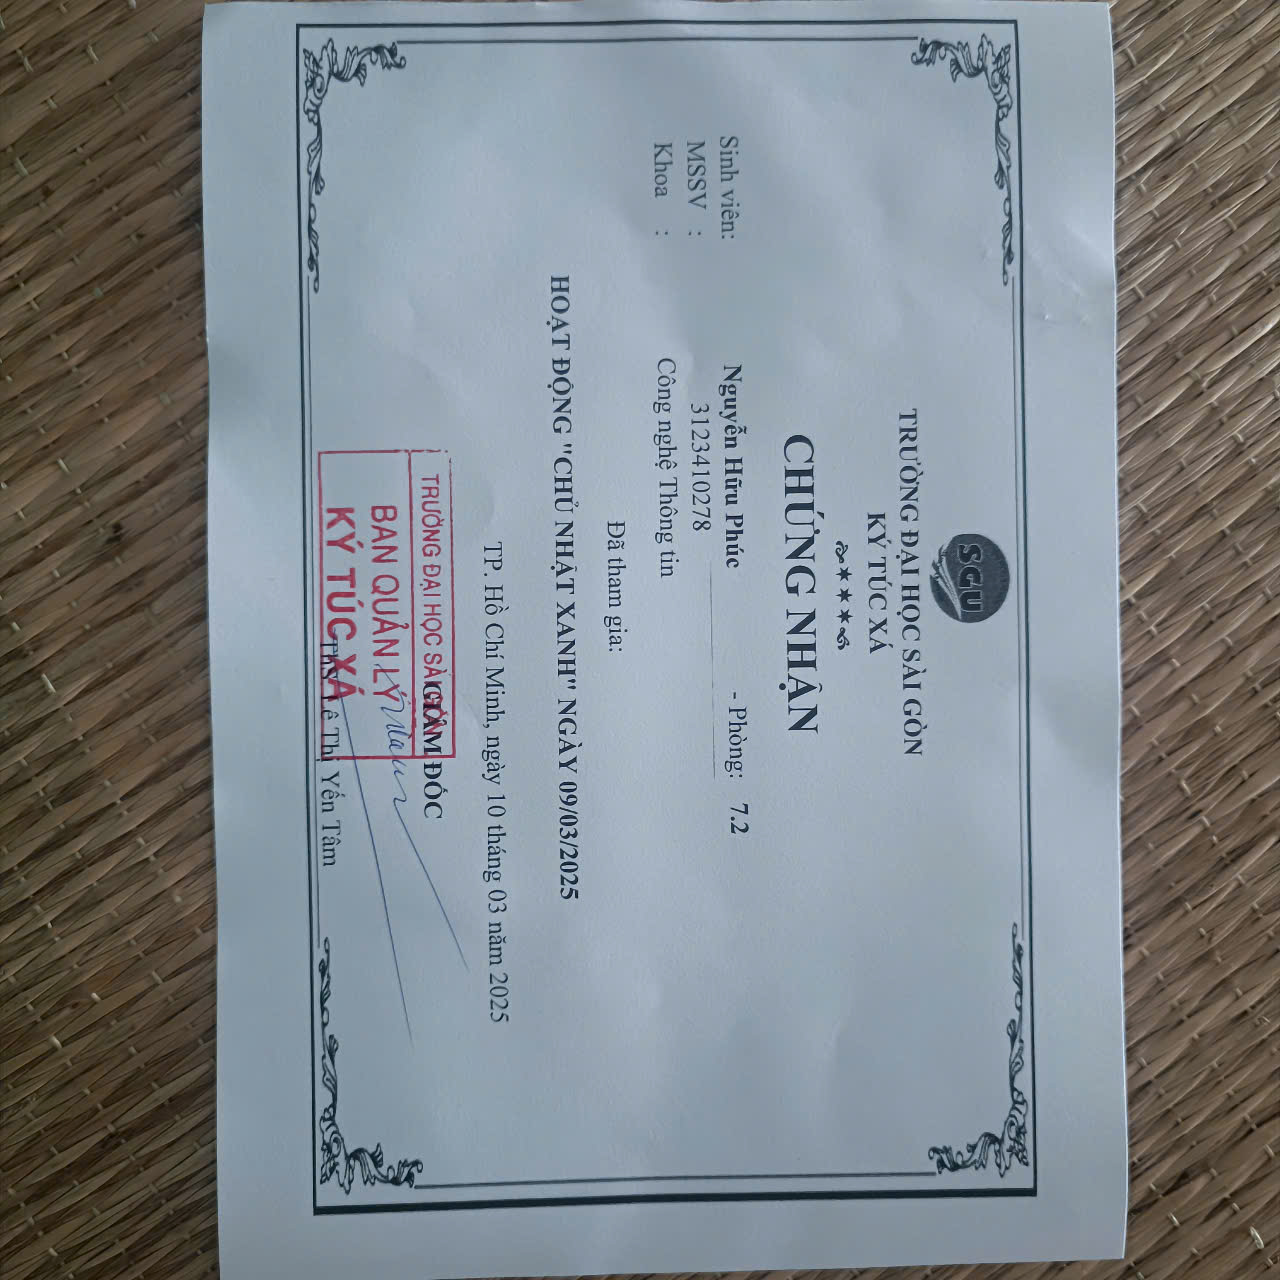 SGU
TRƯỜNG ĐẠI HỌC SÀI GÒN
KÝ TÚC XÁ
CHỨNG NHẬN
Sinh viên: Nguyễn Hữu Phúc - Phòng: 7.2
MSSV : 3123410278
Khoa : Công nghệ Thông tin
Đã tham gia:
HOẠT ĐỘNG "CHỦ NHẬT XANH" NGÀY 09/03/2025
TP. Hồ Chí Minh, ngày 10 tháng 03 năm 2025
GIÁM ĐÓC
TRƯỜNG ĐẠI HỌC SÀI GÒN
BAN QUẢN LÝ
KÝ TÚC XÁ
ThS. Lê Thị Yến Tâm